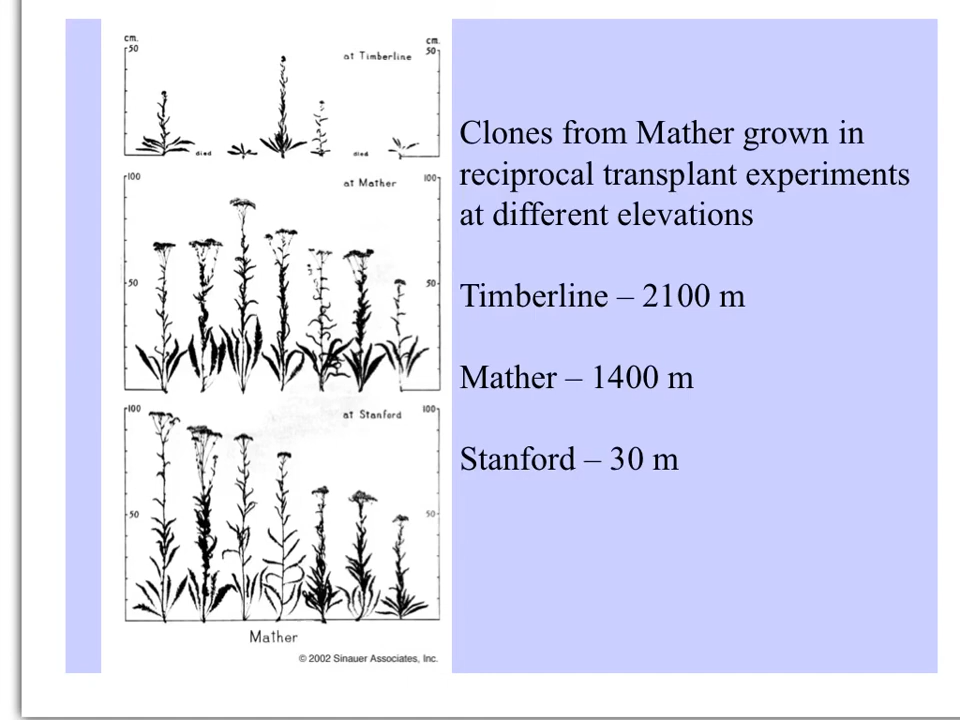 cm.
50
at Timberline
cm.
50
died
died
100
at Mather
100
50
50
100
at Stanford
100
50
50
Mather
© 2002 Sinauer Associates, Inc.
Clones from Mather grown in
reciprocal transplant experiments
at different elevations
Timberline – 2100 m
Mather – 1400 m
Stanford – 30 m